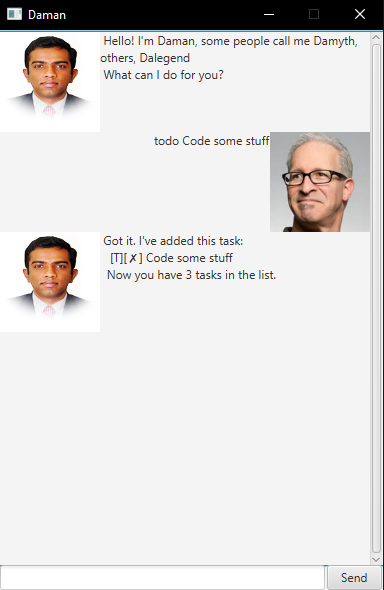 Daman
Hello! I'm Daman, some people call me Damyth,
others, Dalegend
What can I do for you?
todo Code some stuff
Got it. I've added this task:
[T][✗] Code some stuff
Now you have 3 tasks in the list.
Send